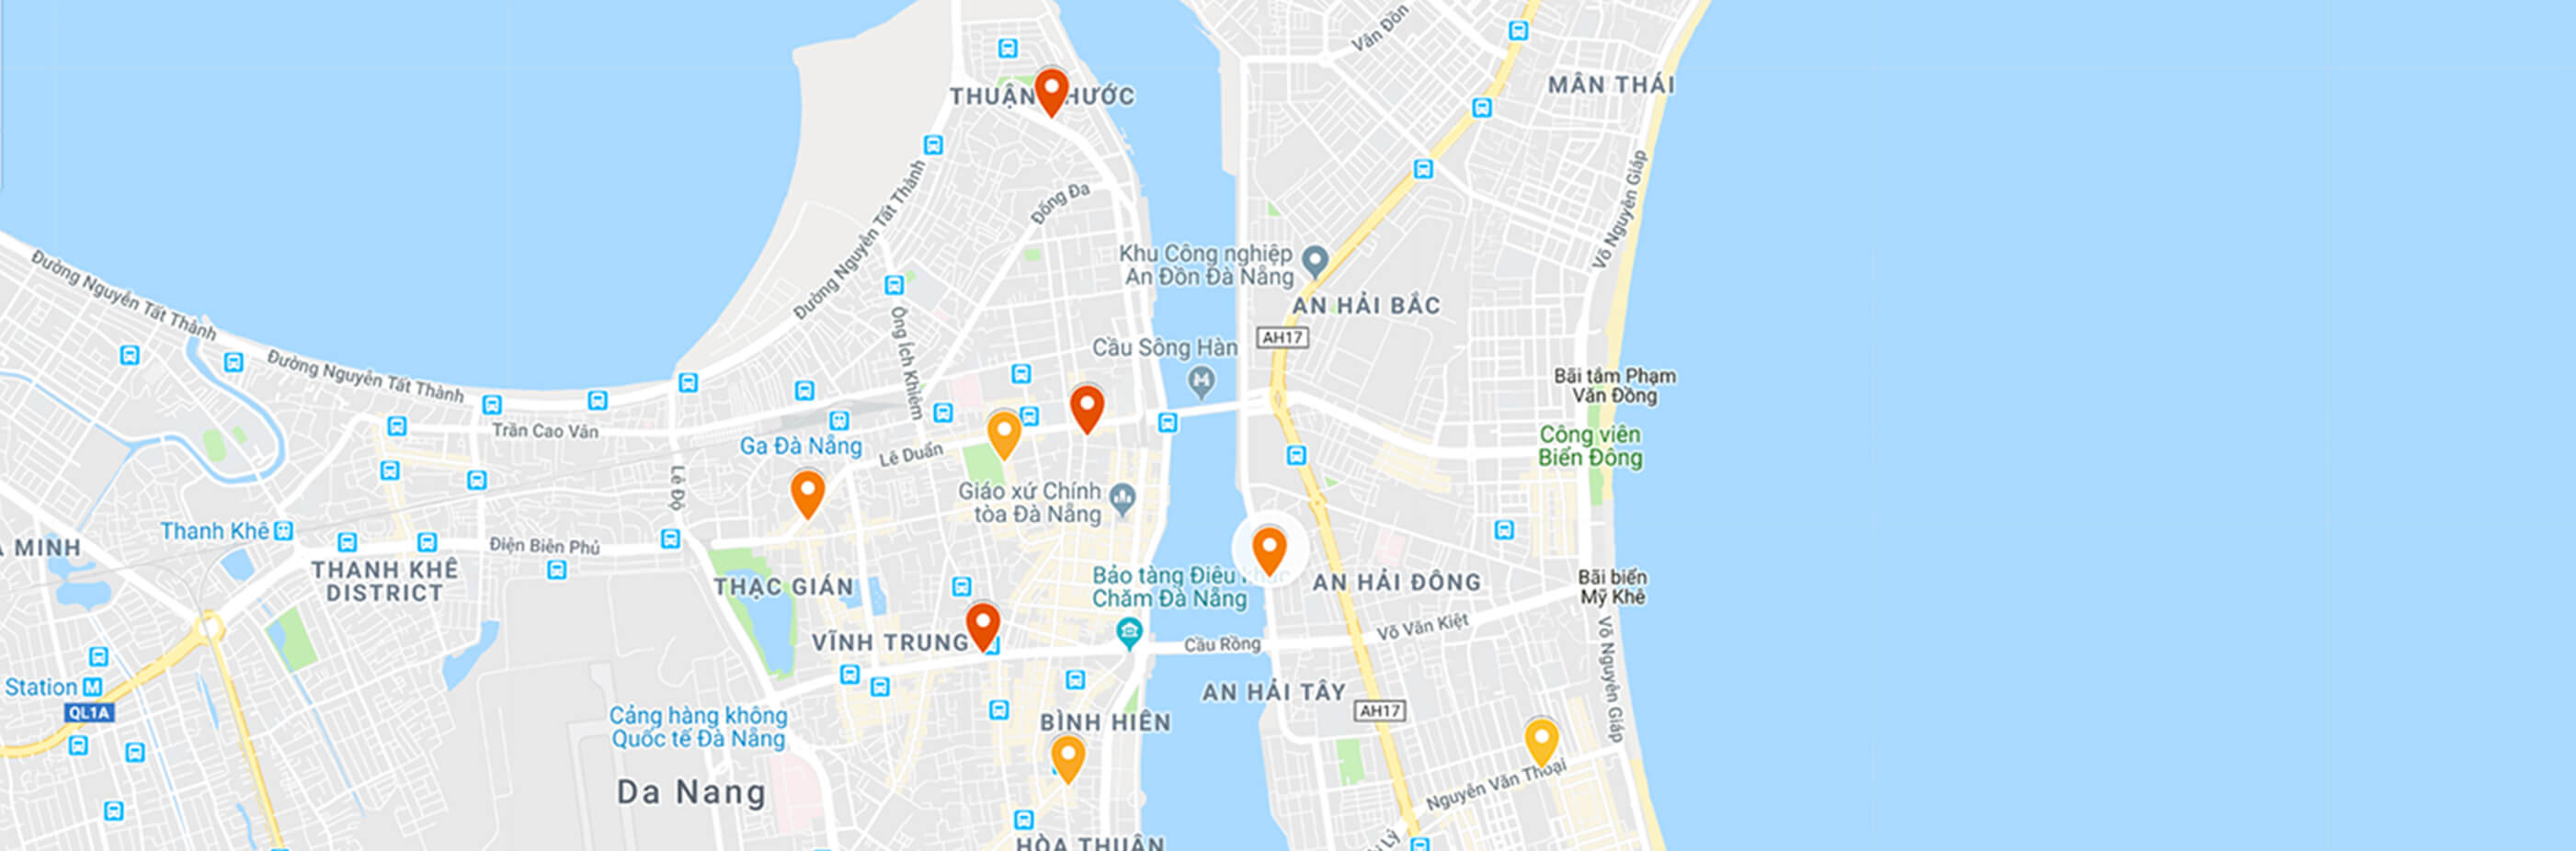 Vân Đồn
MÂN THÁI
THUẬN HƯỚC
Đống Đa
Đường Nguyễn Tất Thành
Võ Nguyên Giáp
Khu Công nghiệp
An Đồn Đà Nẵng
Đường Nguyễn Tất Thành
AN HẢI BẮC
AH17
Ông Ích Khiêm
Cầu Sông Hàn
Đường Nguyễn Tất Thành
Bãi tắm Phạm
Văn Đồng
Trần Cao Vân
Ga Đà Nẵng
Lê Duẩn
Công viên
Biển Đông
Lê Độ
Giáo xứ Chính
tòa Đà Nẵng
Thanh Khê
Điện Biên Phủ
MINH
THANH KHÊ
DISTRICT
THẠC GIÁN
Bảo tàng Điêu
Chăm Đà Nẵng
AN HẢI ĐÔNG
Bãi biển
Mỹ Khê
VĨNH TRUNG
Cầu Rồng
Võ Văn Kiệt
Võ Nguyên Giáp
Station
QL1A
AN HẢI TÂY
AH17
Cảng hàng không
Quốc tế Đà Nẵng
BÌNH HIÊN
Da Nang
Nguyễn Văn Thoại
HÒA THUẬN